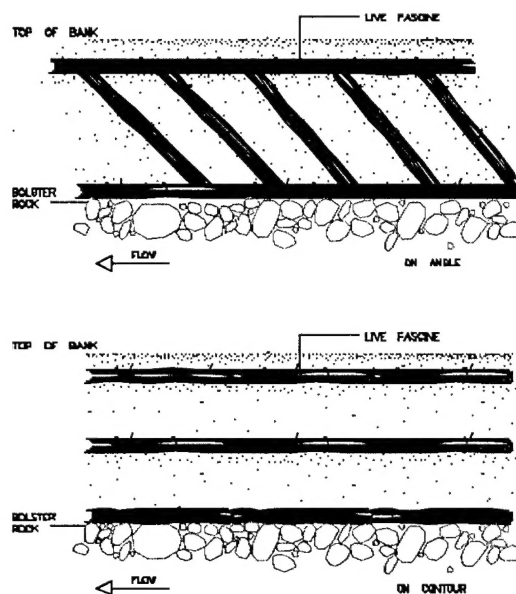 LIVE FASCINE
TOP OF BANK
BOLSTER
ROCK
FLOW
ON ANGLE
LIVE FASCINE
TOP OF BANK
BOLSTER
ROCK
FLOW
ON CONTOUR